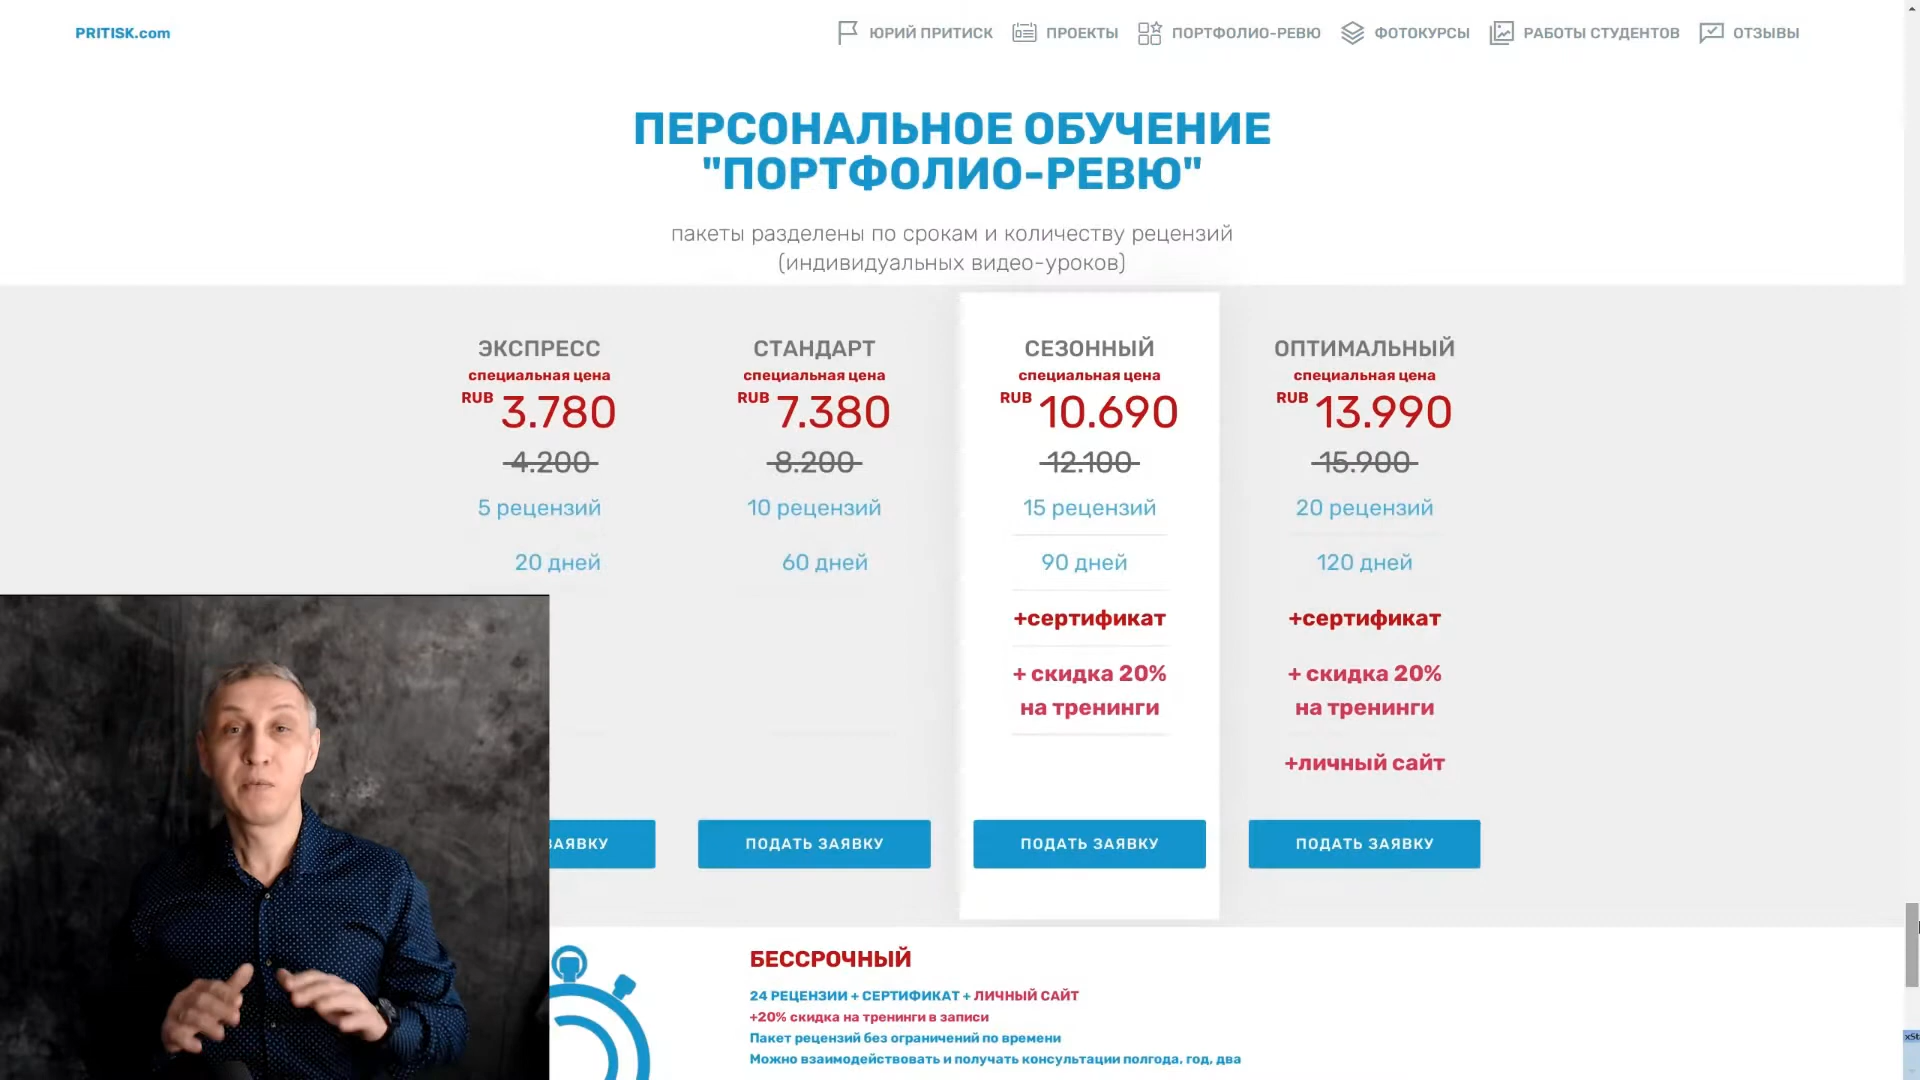 PRITISK.com
ЮРИЙ ПРИТИСК
ПРОЕКТЫ
ПОРТФОЛИО-РЕВЮ
ФОТОКУРСЫ
РАБОТЫ СТУДЕНТОВ
ОТЗЫВЫ
ПЕРСОНАЛЬНОЕ ОБУЧЕНИЕ
"ПОРТФОЛИО-РЕВЮ"
пакеты разделены по срокам и количеству рецензий
(индивидуальных видео-уроков)
ЭКСПРЕСС
специальная цена
RUB 3.780
4.200
5 рецензий
20 дней
ЗАЯВКУ
СТАНДАРТ
специальная цена
RUB 7.380
8.200
10 рецензий
60 дней
ПОДАТЬ ЗАЯВКУ
СЕЗОННЫЙ
специальная цена
RUB 10.690
12.100
15 рецензий
90 дней
+сертификат
+ скидка 20%
на тренинги
ПОДАТЬ ЗАЯВКУ
ОПТИМАЛЬНЫЙ
специальная цена
RUB 13.990
15.900
20 рецензий
120 дней
+сертификат
+ скидка 20%
на тренинги
+личный сайт
ПОДАТЬ ЗАЯВКУ
БЕССРОЧНЫЙ
24 РЕЦЕНЗИИ + СЕРТИФИКАТ + ЛИЧНЫЙ САЙТ
+20% скидка на тренинги в записи
Пакет рецензий без ограничений по времени
Можно взаимодействовать и получать консультации полгода, год, два